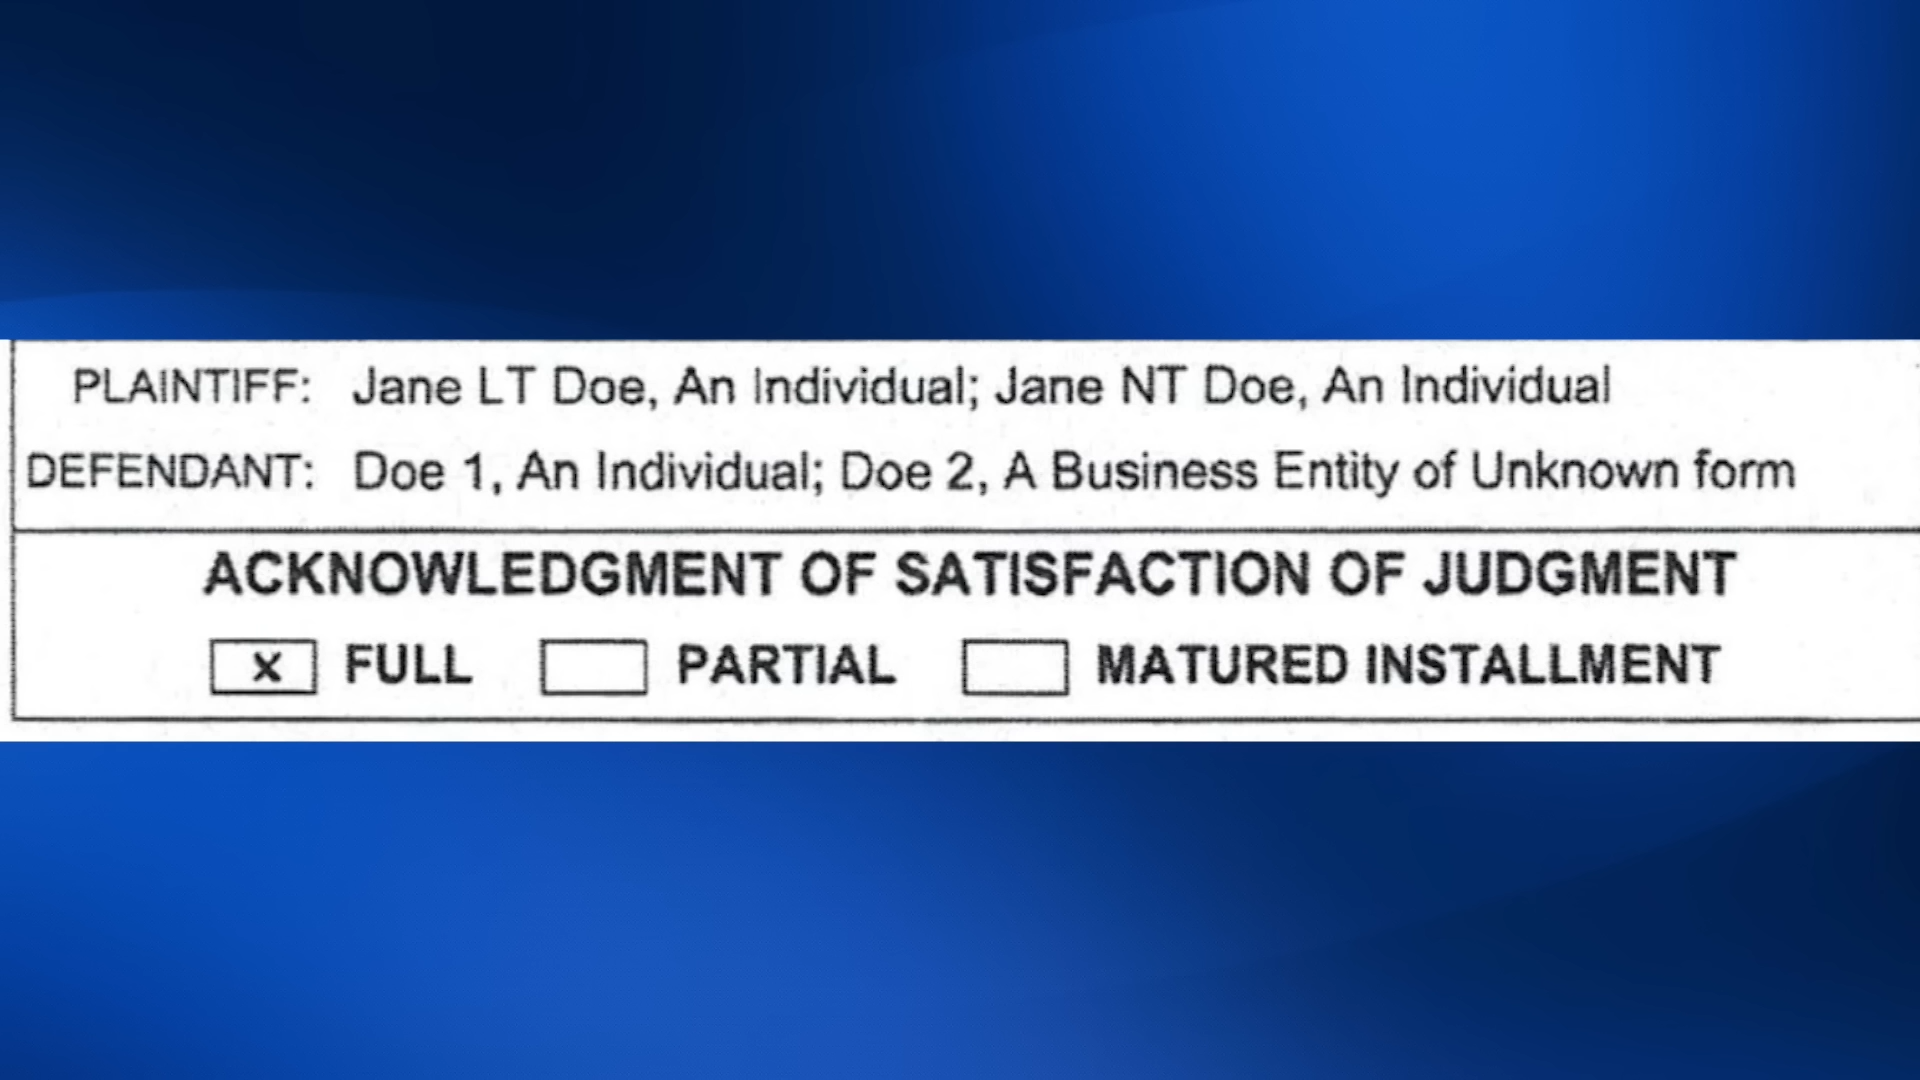 PLAINTIFF: Jane LT Doe, An Individual; Jane NT Doe, An Individual
DEFENDANT: Doe 1, An Individual; Doe 2, A Business Entity of Unknown form
ACKNOWLEDGMENT OF SATISFACTION OF JUDGMENT
x FULL PARTIAL MATURED INSTALLMENT